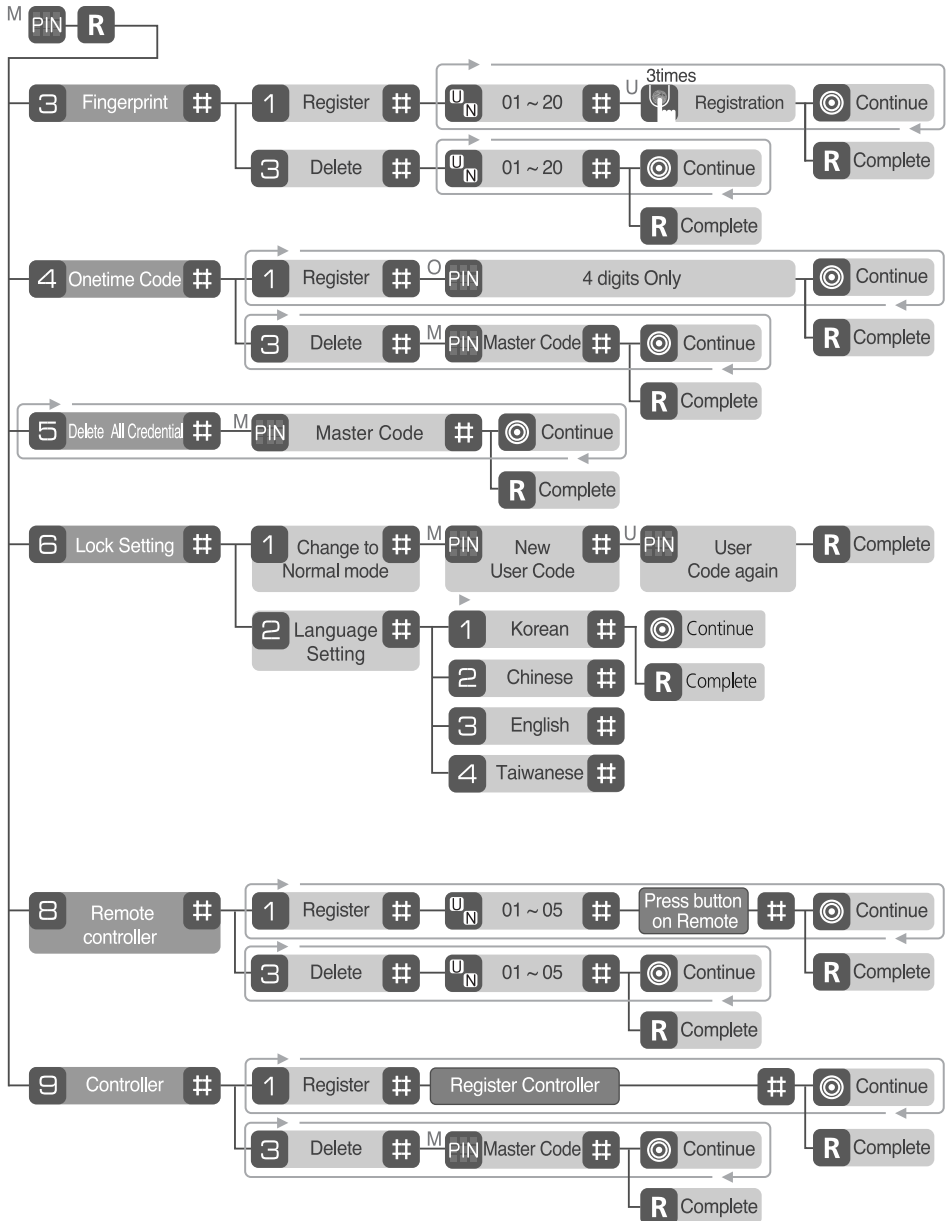 M PIN R
3 Fingerprint # 1 Register # UN 01 ~ 20 # U 3times Registration Continue
R Complete
3 Delete # UN 01 ~ 20 # Continue
R Complete
4 Onetime Code # 1 Register # O PIN 4 digits Only Continue
R Complete
3 Delete # M PIN Master Code # Continue
R Complete
5 Delete All Credential # M PIN Master Code # Continue
R Complete
6 Lock Setting # 1 Change to # M PIN New # U PIN User R Complete
Normal mode User Code Code again
2 Language # 1 Korean # Continue
Setting
R Complete
2 Chinese #
3 English #
4 Taiwanese #
8 Remote # 1 Register # UN 01 ~ 05 # Press button # Continue
controller on Remote
R Complete
3 Delete # UN 01 ~ 05 # Continue
R Complete
9 Controller # 1 Register # Register Controller # Continue
R Complete
3 Delete # M PIN Master Code # Continue
R Complete